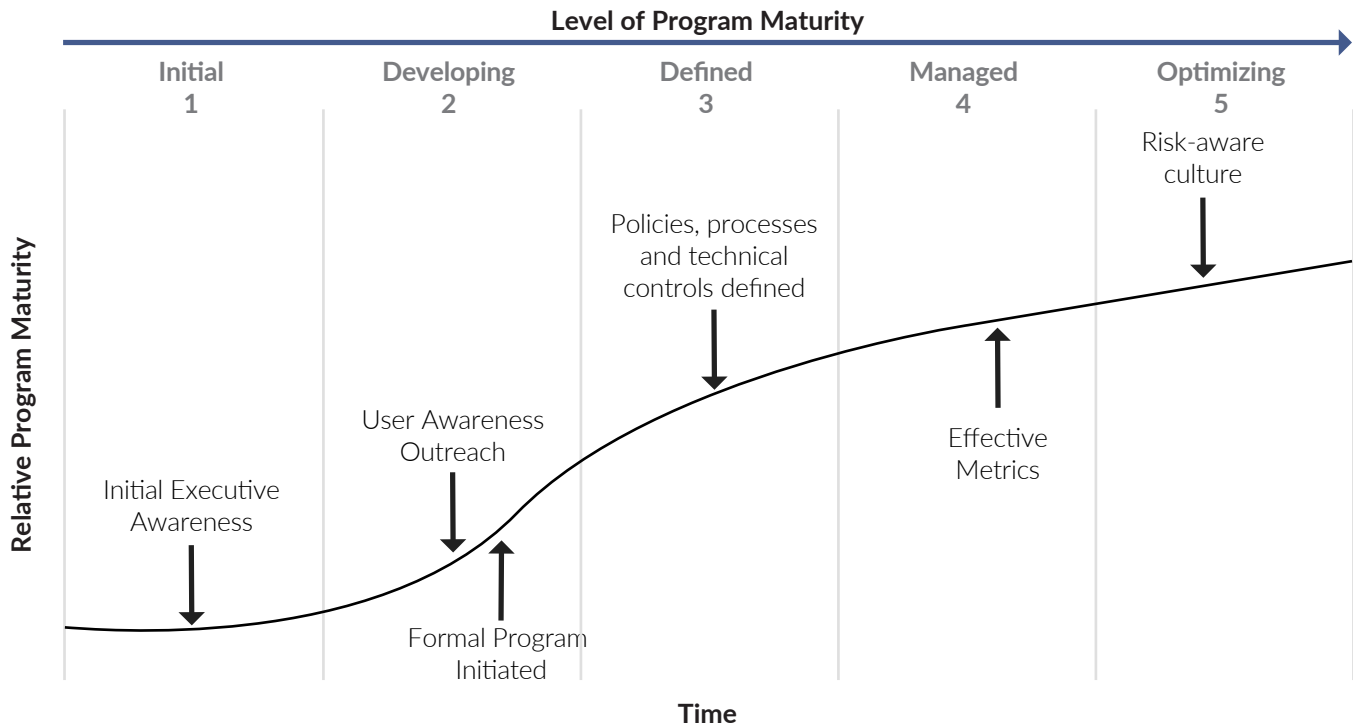 Level of Program Maturity
Initial
1
Developing
2
Defined
3
Managed
4
Optimizing
5
Risk-aware
culture
Policies, processes
and technical
controls defined
User Awareness
Outreach
Effective
Metrics
Initial Executive
Awareness
Formal Program
Initiated
Relative Program Maturity
Time